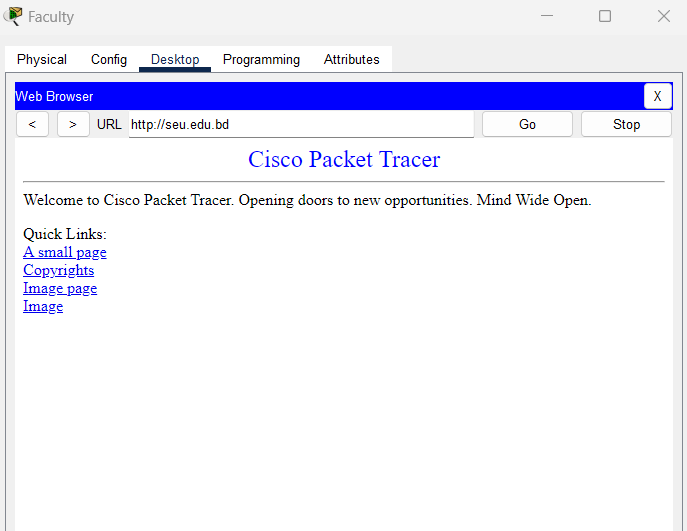 Faculty
Physical Config Desktop Programming Attributes
Web Browser X
< > URL http://seu.edu.bd Go Stop
Cisco Packet Tracer
Welcome to Cisco Packet Tracer. Opening doors to new opportunities. Mind Wide Open.
Quick Links:
A small page
Copyrights
Image page
Image